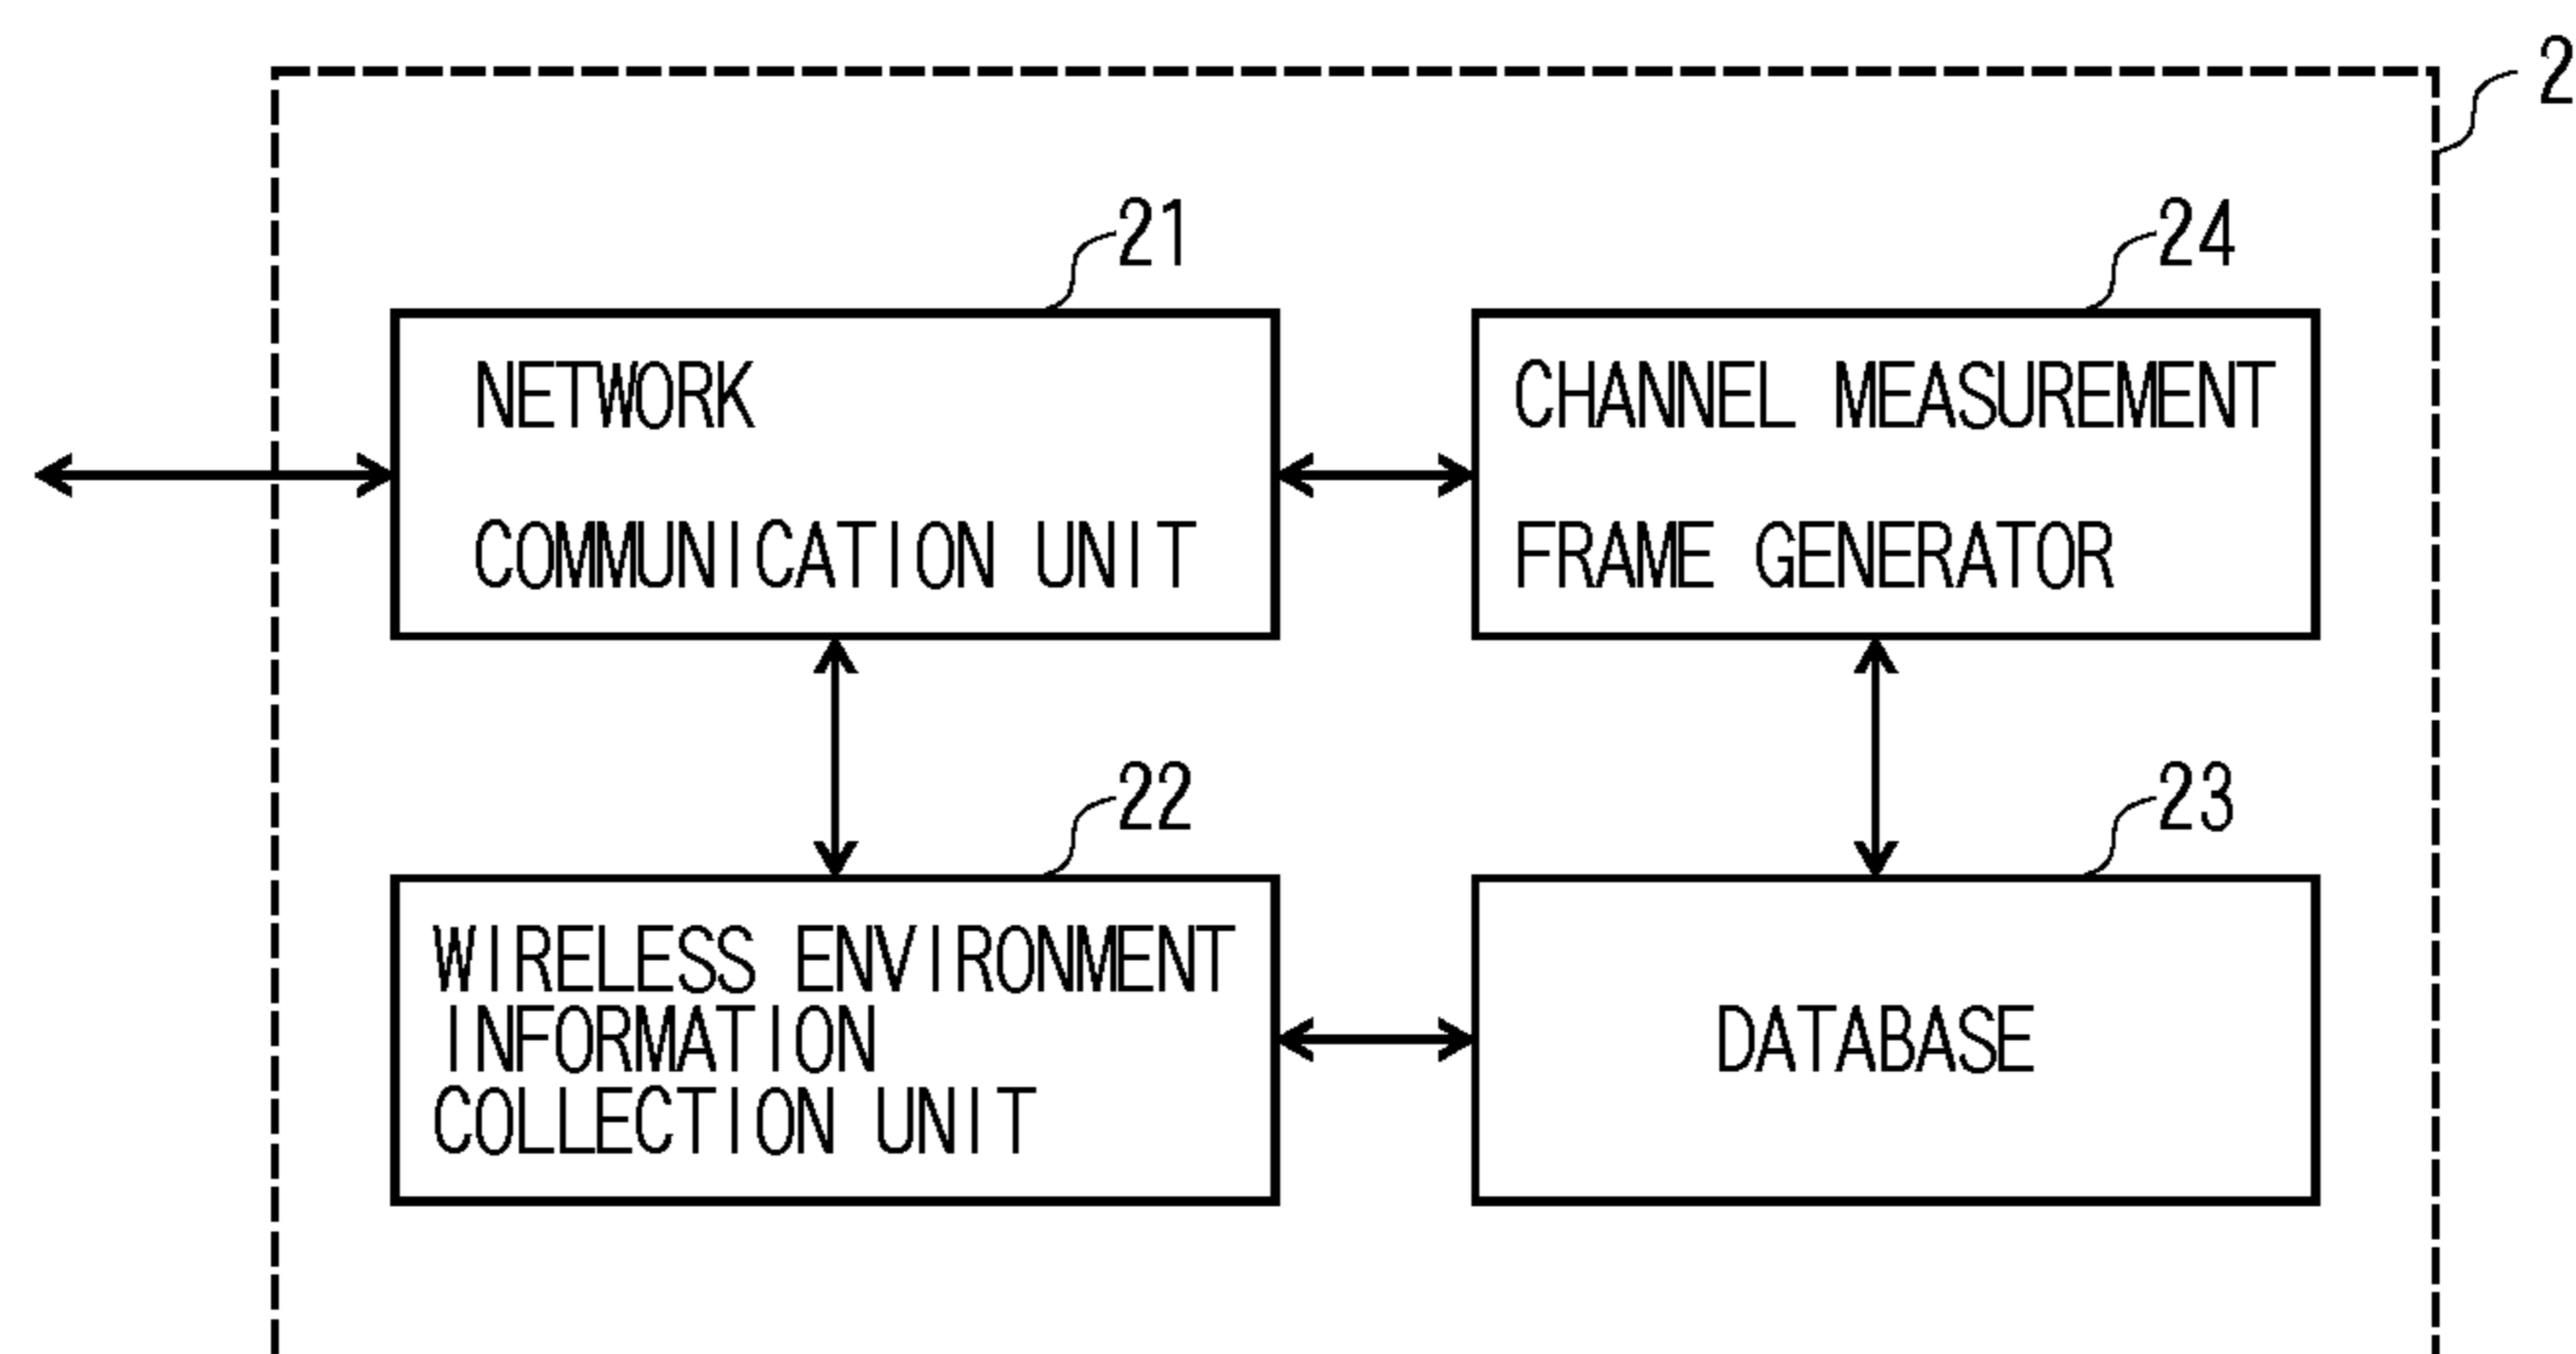 2
21
24
NETWORK
COMMUNICATION UNIT
CHANNEL MEASUREMENT
FRAME GENERATOR
22
23
WIRELESS ENVIRONMENT
INFORMATION
COLLECTION UNIT
DATABASE